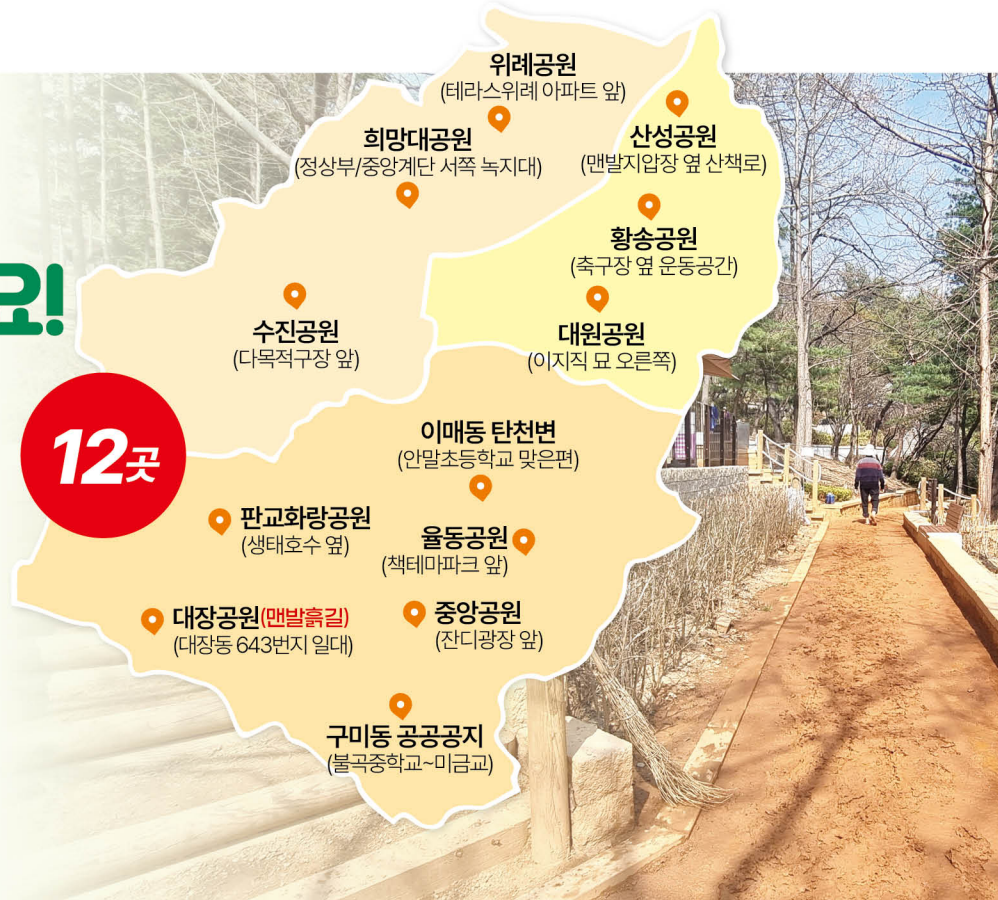 요!
12곳
위례공원
(테라스위례 아파트 앞)
희망대공원
(정상부/중앙계단 서쪽 녹지대)
산성공원
(맨발지압장 옆 산책로)
황송공원
(축구장 옆 운동공간)
수진공원
(다목적구장 앞)
대원공원
(이지직 묘 오른쪽)
이매동 탄천변
(안말초등학교 맞은편)
판교화랑공원
(생태호수 옆)
율동공원
(책테마파크 앞)
대장공원(맨발흙길)
(대장동 643번지 일대)
중앙공원
(잔디광장 앞)
구미동 공공공지
(불곡중학교~미금교)